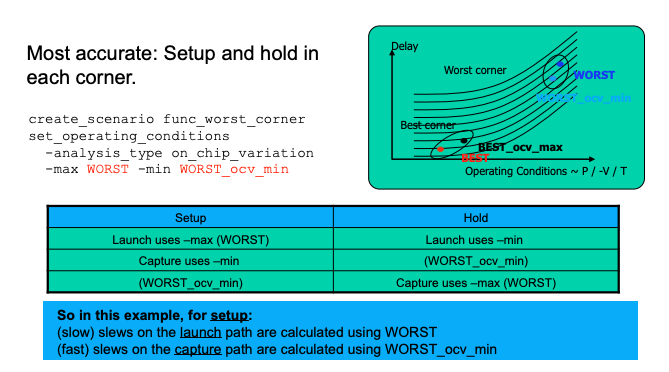 Most accurate: Setup and hold in
each corner.
create_scenario func_worst_corner
set_operating_conditions
-analysis_type on_chip_variation
-max WORST -min WORST_ocv_min
Delay
Worst corner
WORST
WORST_ocv_min
Best corner
BEST_ocv_max
BEST
Operating Conditions ~ P / -V / T
Setup
Hold
Launch uses –max (WORST)
Launch uses –min
Capture uses –min
(WORST_ocv_min)
(WORST_ocv_min)
Capture uses –max (WORST)
So in this example, for setup:
(slow) slews on the launch path are calculated using WORST
(fast) slews on the capture path are calculated using WORST_ocv_min